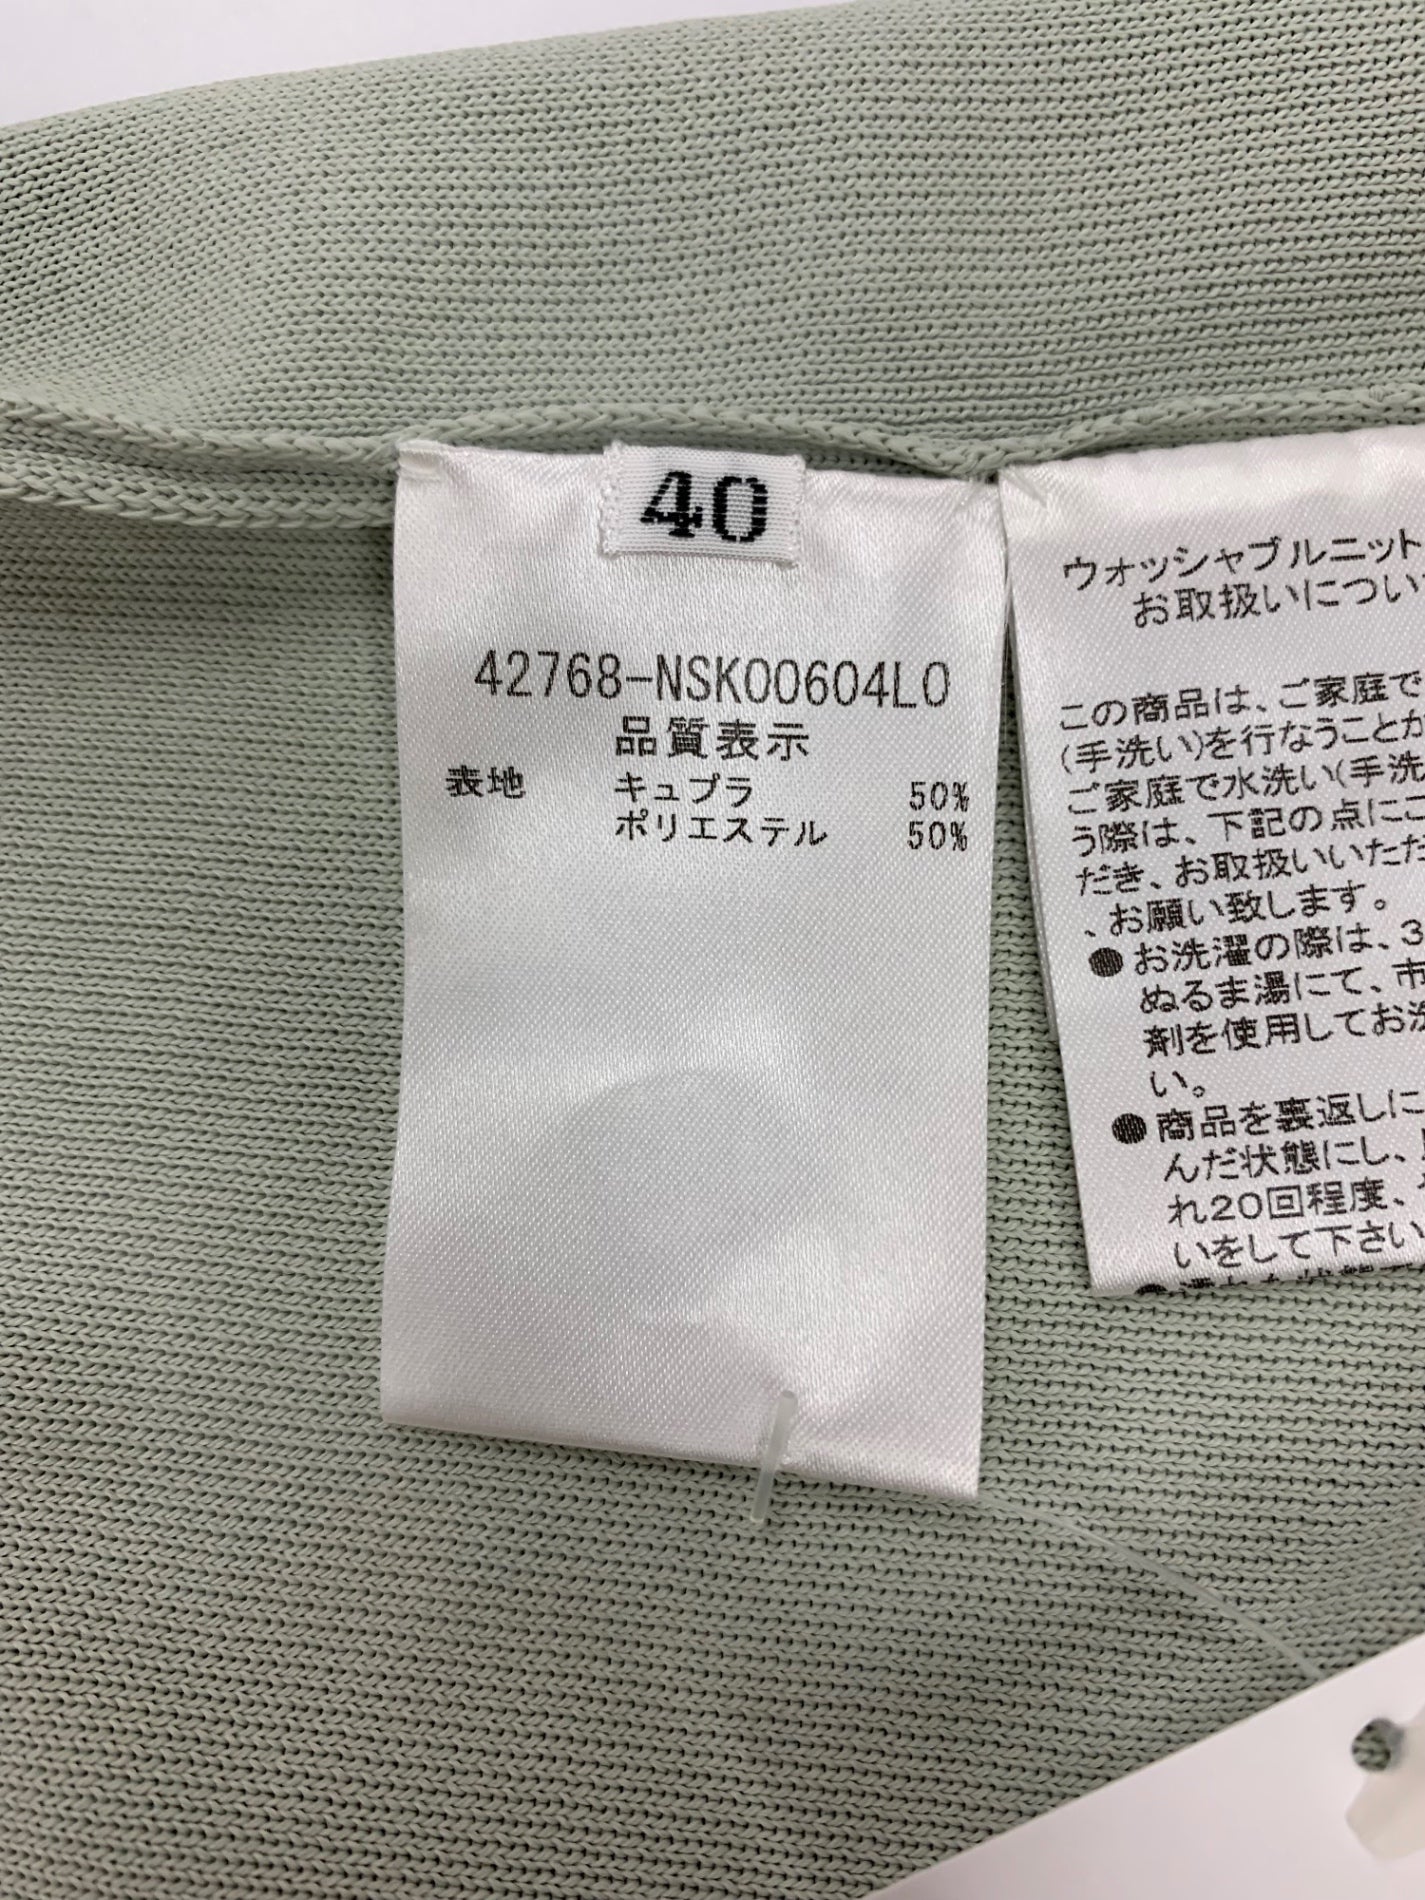 40
42768-NSK00604L0
品質表示
表地 キュプラ 50%
ポリエステル 50%
ウォッシャブルニット
お取扱いについ
この商品は、ご家庭で
(手洗い)を行なうことが
ご家庭で水洗い(手洗
う際は、下記の点にご
だき、お取扱いいただ
、お願い致します。
●お洗濯の際は、3
ぬるま湯にて、市
剤を使用してお洗
い。
●商品を裏返しに
んだ状態にし、
れ20回程度、
いをして下さい